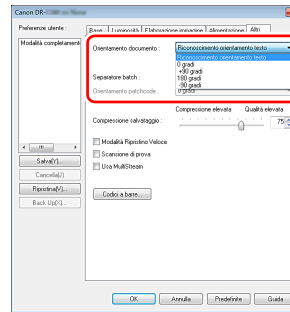 Canon DR-
Preferenze utente :
Modalità completamente
Salva(Y)...
Cancella(J)
Ripristina(V)...
Back Up(X)...
Base
Luminosità
Elaborazione immagine
Alimentazione
Altri
Orientamento documento :
Riconoscimento orientamento testo
Riconoscimento orientamento testo
0 gradi
+90 gradi
180 gradi
-90 gradi
Separatore batch :
Orientamento patchcode :
0 gradi
Compressione elevata
Qualità elevata
Compressione salvataggio :
75
Modalità Ripristino Veloce
Scansione di prova
Usa MultiStream
Codici a barre...
OK
Annulla
Predefinite
Guida